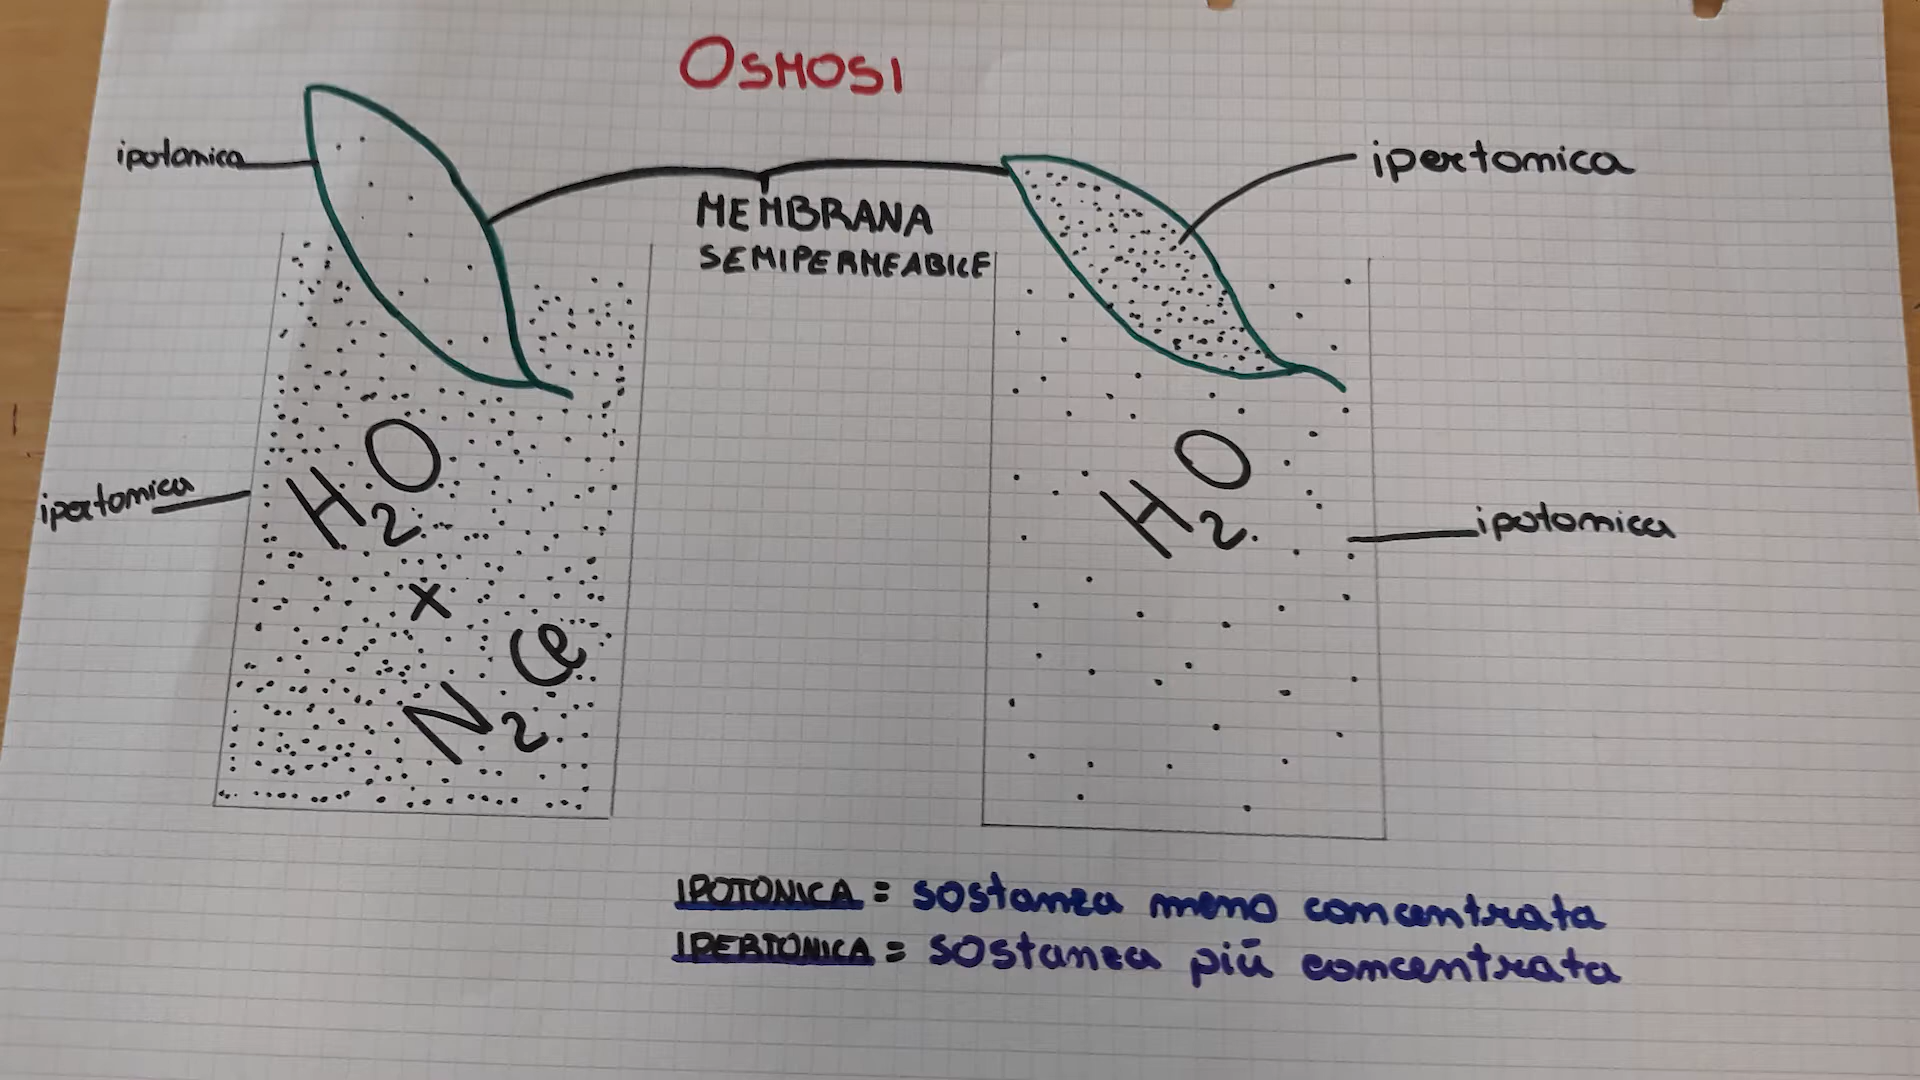 OSMOSI
ipotonica
ipertonica
MEMBRANA
SEMIPERMEABILE
ipertonica
H2O
x
N2Cl
H2O
ipotonica
IPOTONICA = sostanza meno concentrata
IPERTONICA = sostanza più concentrata